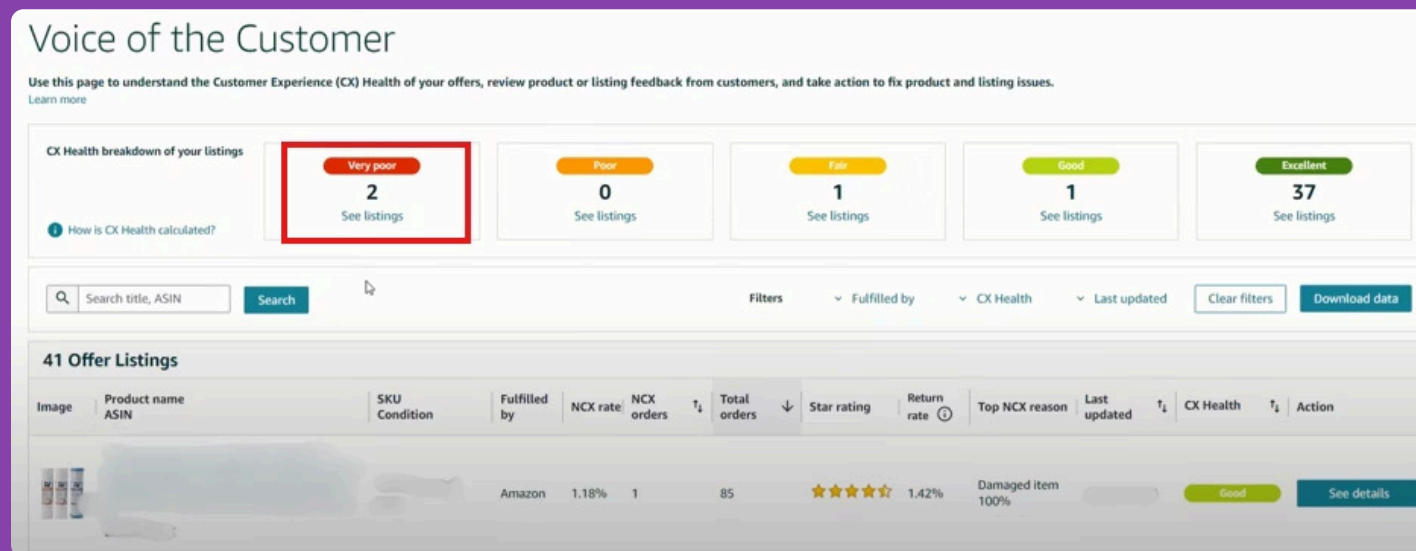 Voice of the Customer
Use this page to understand the Customer Experience (CX) Health of your offers, review product or listing feedback from customers, and take action to fix product and listing issues.
Learn more
CX Health breakdown of your listings
How is CX Health calculated?
Very poor
2
See listings
Poor
0
See listings
Fair
1
See listings
Good
1
See listings
Excellent
37
See listings
Search title, ASIN
Search
Filters
Fulfilled by
CX Health
Last updated
Clear filters
Download data
41 Offer Listings
Image
Product name
ASIN
SKU
Condition
Fulfilled
by
NCX rate
NCX
orders
Total
orders
Star rating
Return
rate
Top NCX reason
Last
updated
CX Health
Action
Amazon
1.18%
1
85
1.42%
Damaged item
100%
Good
See details